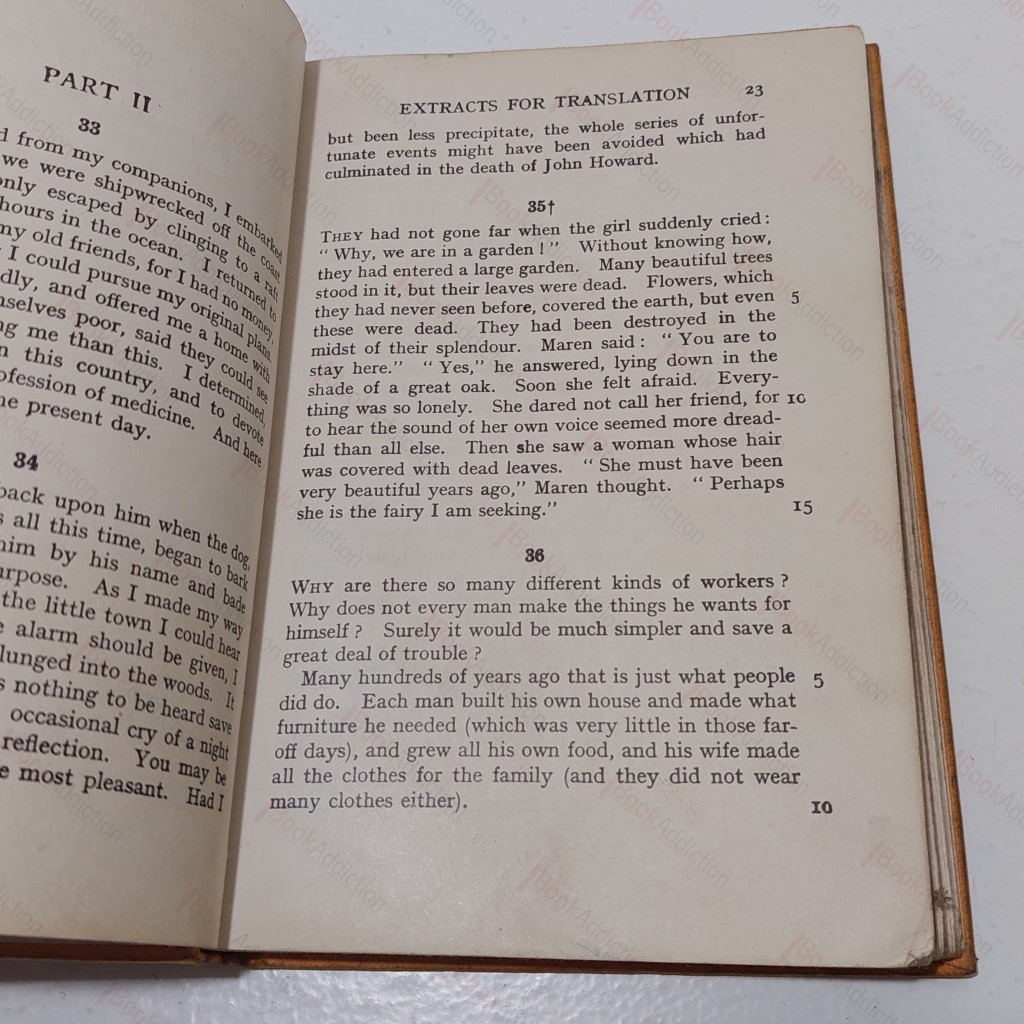 PART II
33
from my companions, I embarked
we were shipwrecked off the coast
only escaped by clinging to a raft
hours in the ocean. I returned to
my old friends, for I had no money,
I could pursue my original plans.
and offered me a home with
poor, said they could see
me than this. I determined,
this country, and to devote
of medicine. And here
present day.
34
back upon him when the dog,
all this time, began to bark
him by his name and bade
As I made my way
the little town I could hear
alarm should be given, I
into the woods. It
nothing to be heard save
occasional cry of a night
reflection. You may be
most pleasant. Had I
EXTRACTS FOR TRANSLATION 23
but been less precipitate, the whole series of unfor-
tunate events might have been avoided which had
culminated in the death of John Howard.
35†
THEY had not gone far when the girl suddenly cried:
“ Why, we are in a garden ! ” Without knowing how,
they had entered a large garden. Many beautiful trees
stood in it, but their leaves were dead. Flowers, which
they had never seen before, covered the earth, but even 5
these were dead. They had been destroyed in the
midst of their splendour. Maren said : “ You are to
stay here.” “ Yes,” he answered, lying down in the
shade of a great oak. Soon she felt afraid. Every-
thing was so lonely. She dared not call her friend, for 10
to hear the sound of her own voice seemed more dread-
ful than all else. Then she saw a woman whose hair
was covered with dead leaves. “ She must have been
very beautiful years ago,” Maren thought. “ Perhaps
she is the fairy I am seeking.” 15
36
WHY are there so many different kinds of workers ?
Why does not every man make the things he wants for
himself ? Surely it would be much simpler and save a
great deal of trouble ?
Many hundreds of years ago that is just what people 5
did do. Each man built his own house and made what
furniture he needed (which was very little in those far-
off days), and grew all his own food, and his wife made
all the clothes for the family (and they did not wear
many clothes either). 10